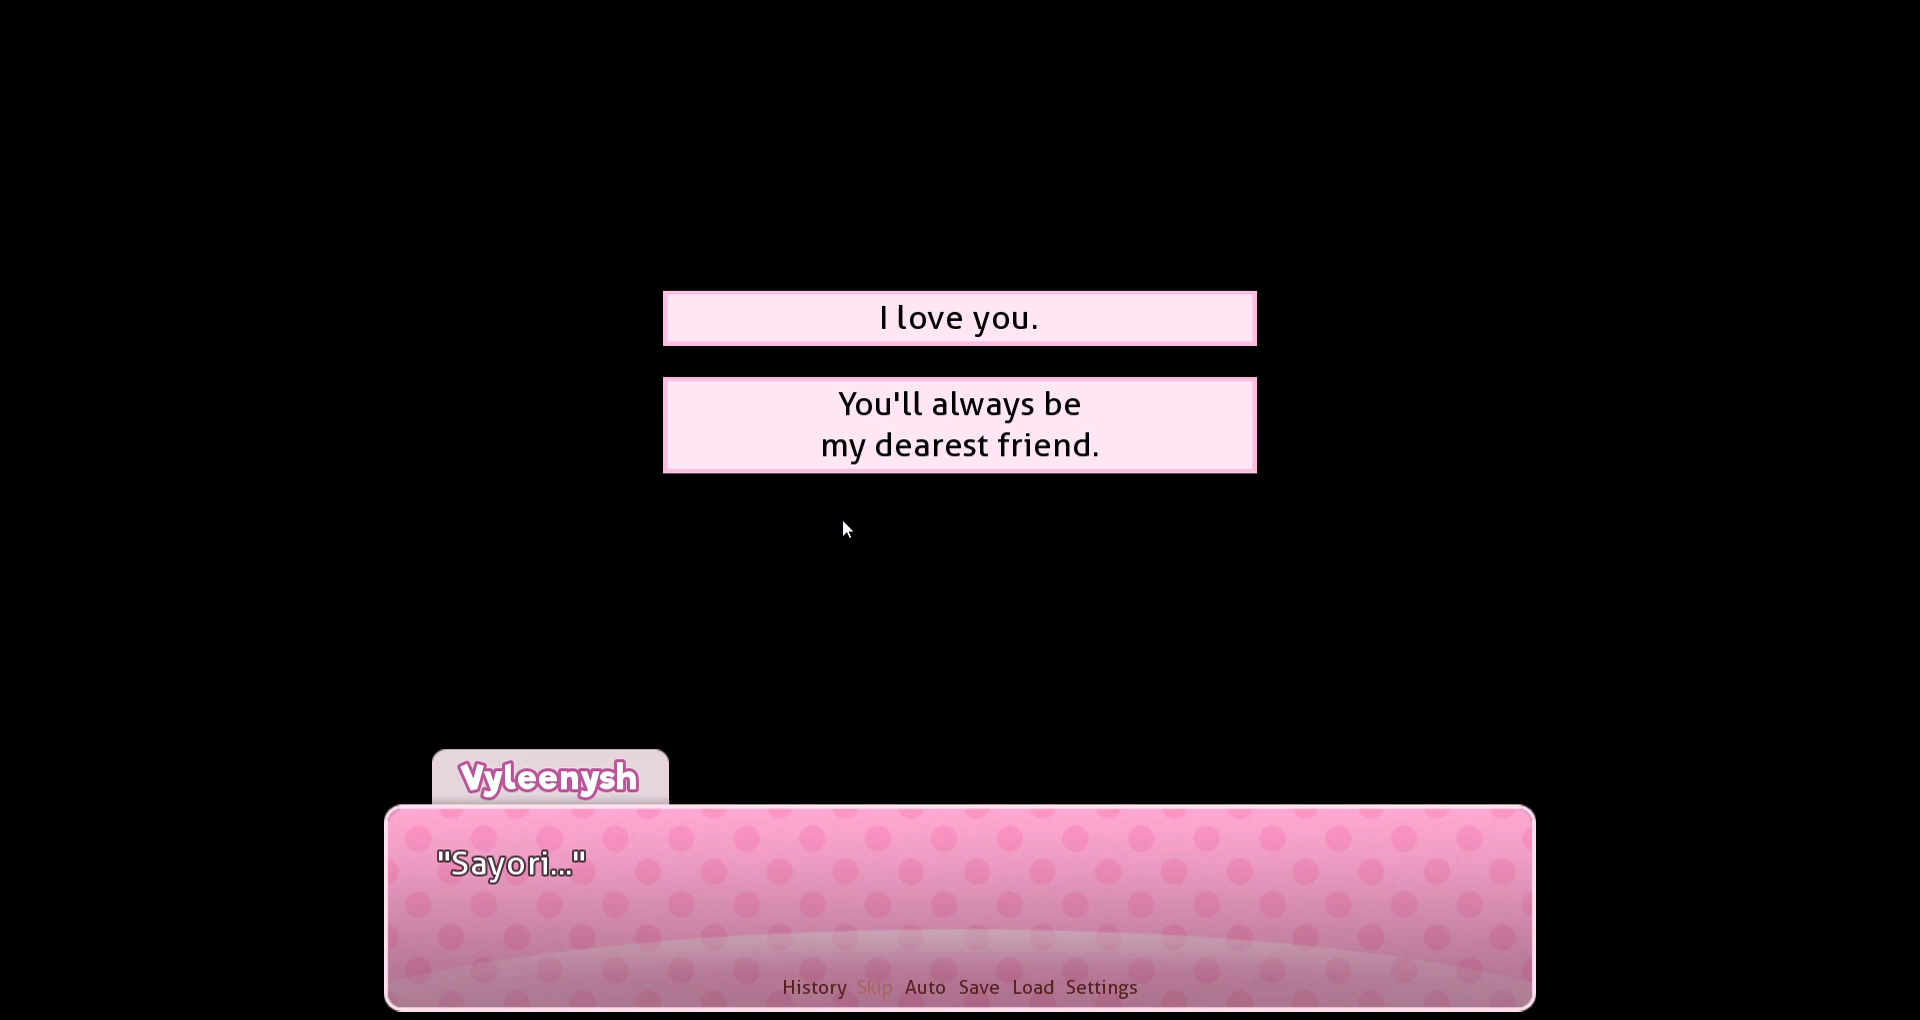 I love you.
You'll always be
my dearest friend.
Vyleenysh
"Sayori..."
History Skip Auto Save Load Settings